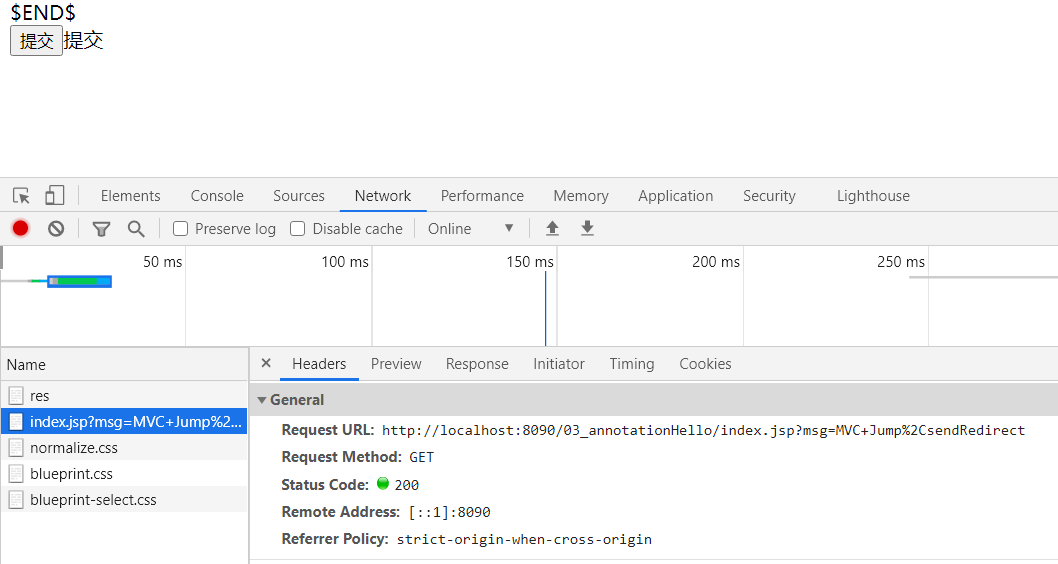 $END$
提交提交
Elements Console Sources Network Performance Memory Application Security Lighthouse
Preserve log Disable cache Online
50 ms 100 ms 150 ms 200 ms 250 ms
Name
res
index.jsp?msg=MVC+Jump%2...
normalize.css
blueprint.css
blueprint-select.css
Headers Preview Response Initiator Timing Cookies
General
Request URL: http://localhost:8090/03_annotationHello/index.jsp?msg=MVC+Jump%2CsendRedirect
Request Method: GET
Status Code: 200
Remote Address: [::1]:8090
Referrer Policy: strict-origin-when-cross-origin